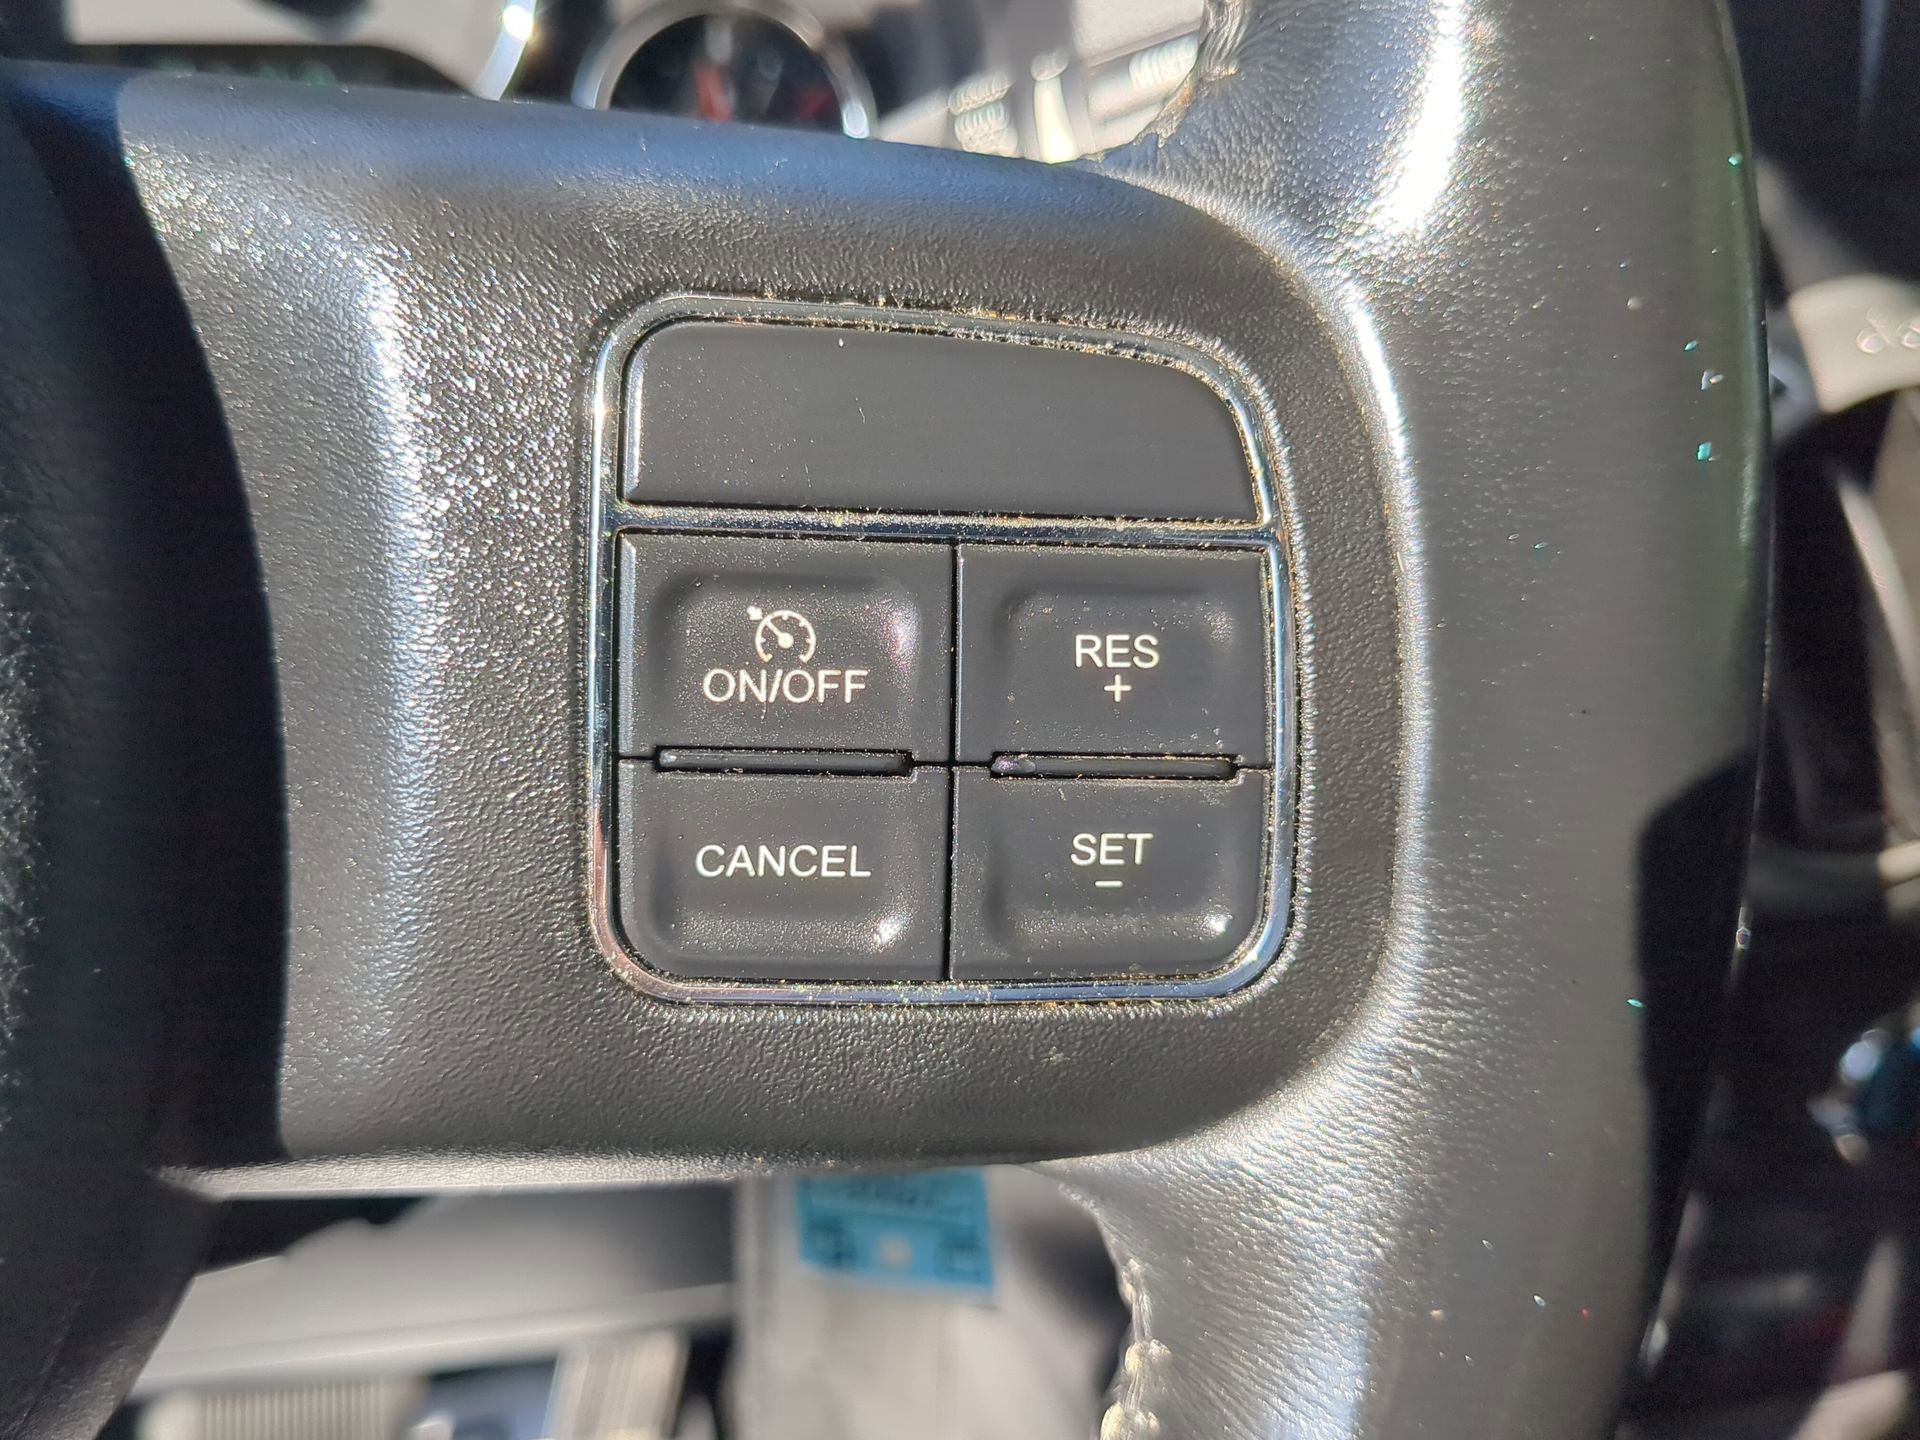 ON/OFF
RES
+
CANCEL
SET
-